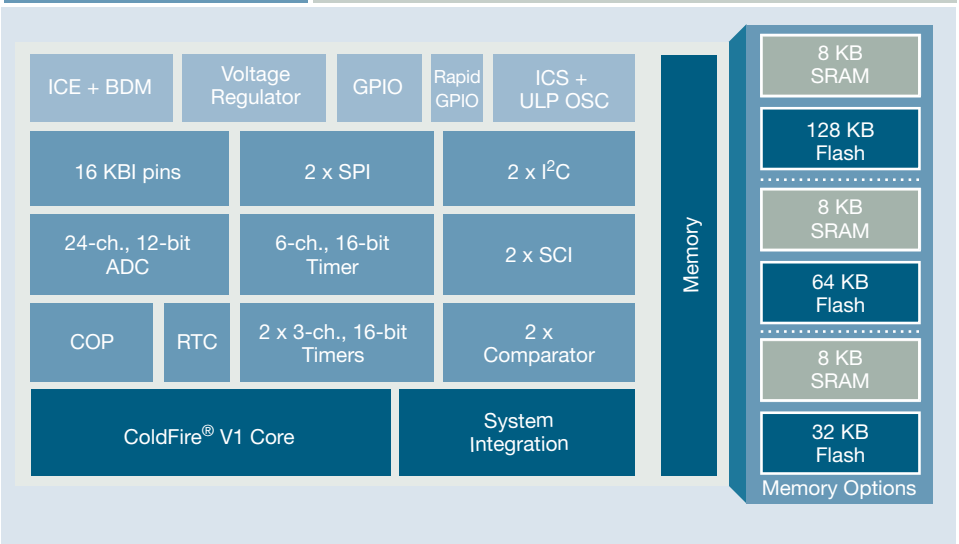 ICE + BDM
Voltage
Regulator
GPIO
Rapid
GPIO
ICS +
ULP OSC
16 KBI pins
2 x SPI
2 x I²C
24-ch., 12-bit
ADC
6-ch., 16-bit
Timer
2 x SCI
COP
RTC
2 x 3-ch., 16-bit
Timers
2 x
Comparator
ColdFire® V1 Core
System
Integration
Memory
8 KB
SRAM
128 KB
Flash
8 KB
SRAM
64 KB
Flash
8 KB
SRAM
32 KB
Flash
Memory Options